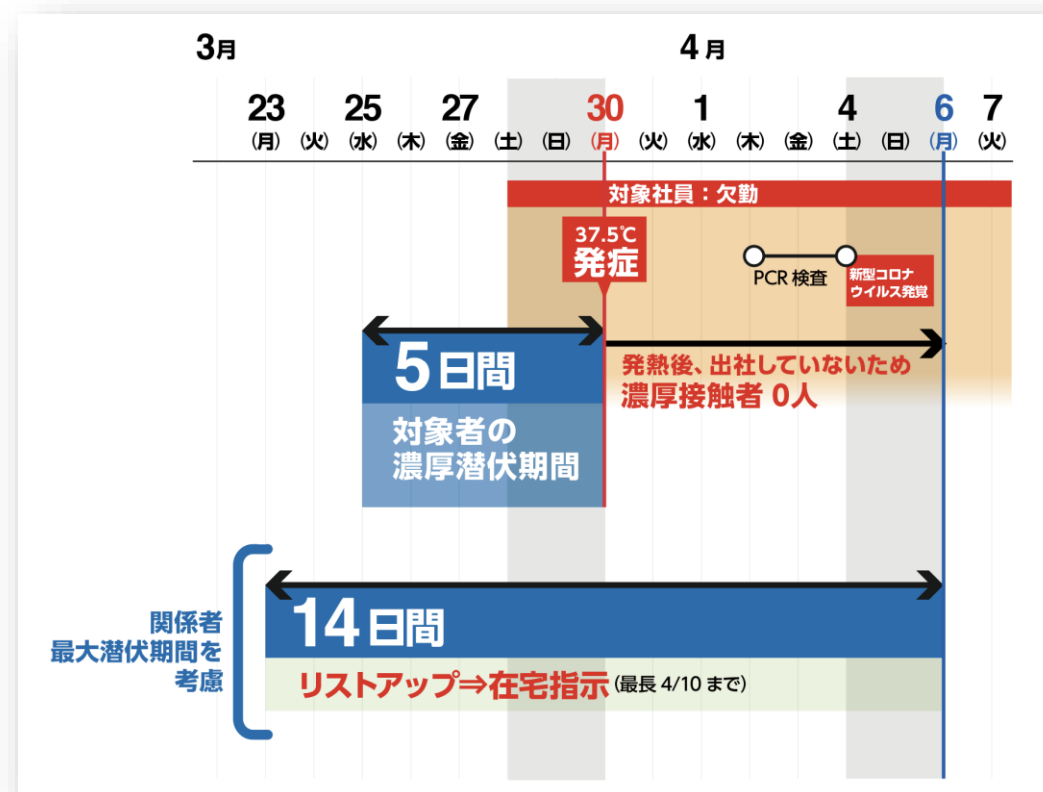 3月
4月
23 25 27 30 1 4 6 7
(月) (火) (水) (木) (金) (土) (日) (月) (火) (水) (木) (金) (土) (日) (月) (火)
対象社員：欠勤
37.5℃
発症
PCR 検査
新型コロナ
ウイルス発覚
5日間
対象者の
濃厚潜伏期間
発熱後、出社していないため
濃厚接触者 0人
関係者
最大潜伏期間を
考慮
14日間
リストアップ⇒在宅指示(最長 4/10 まで)